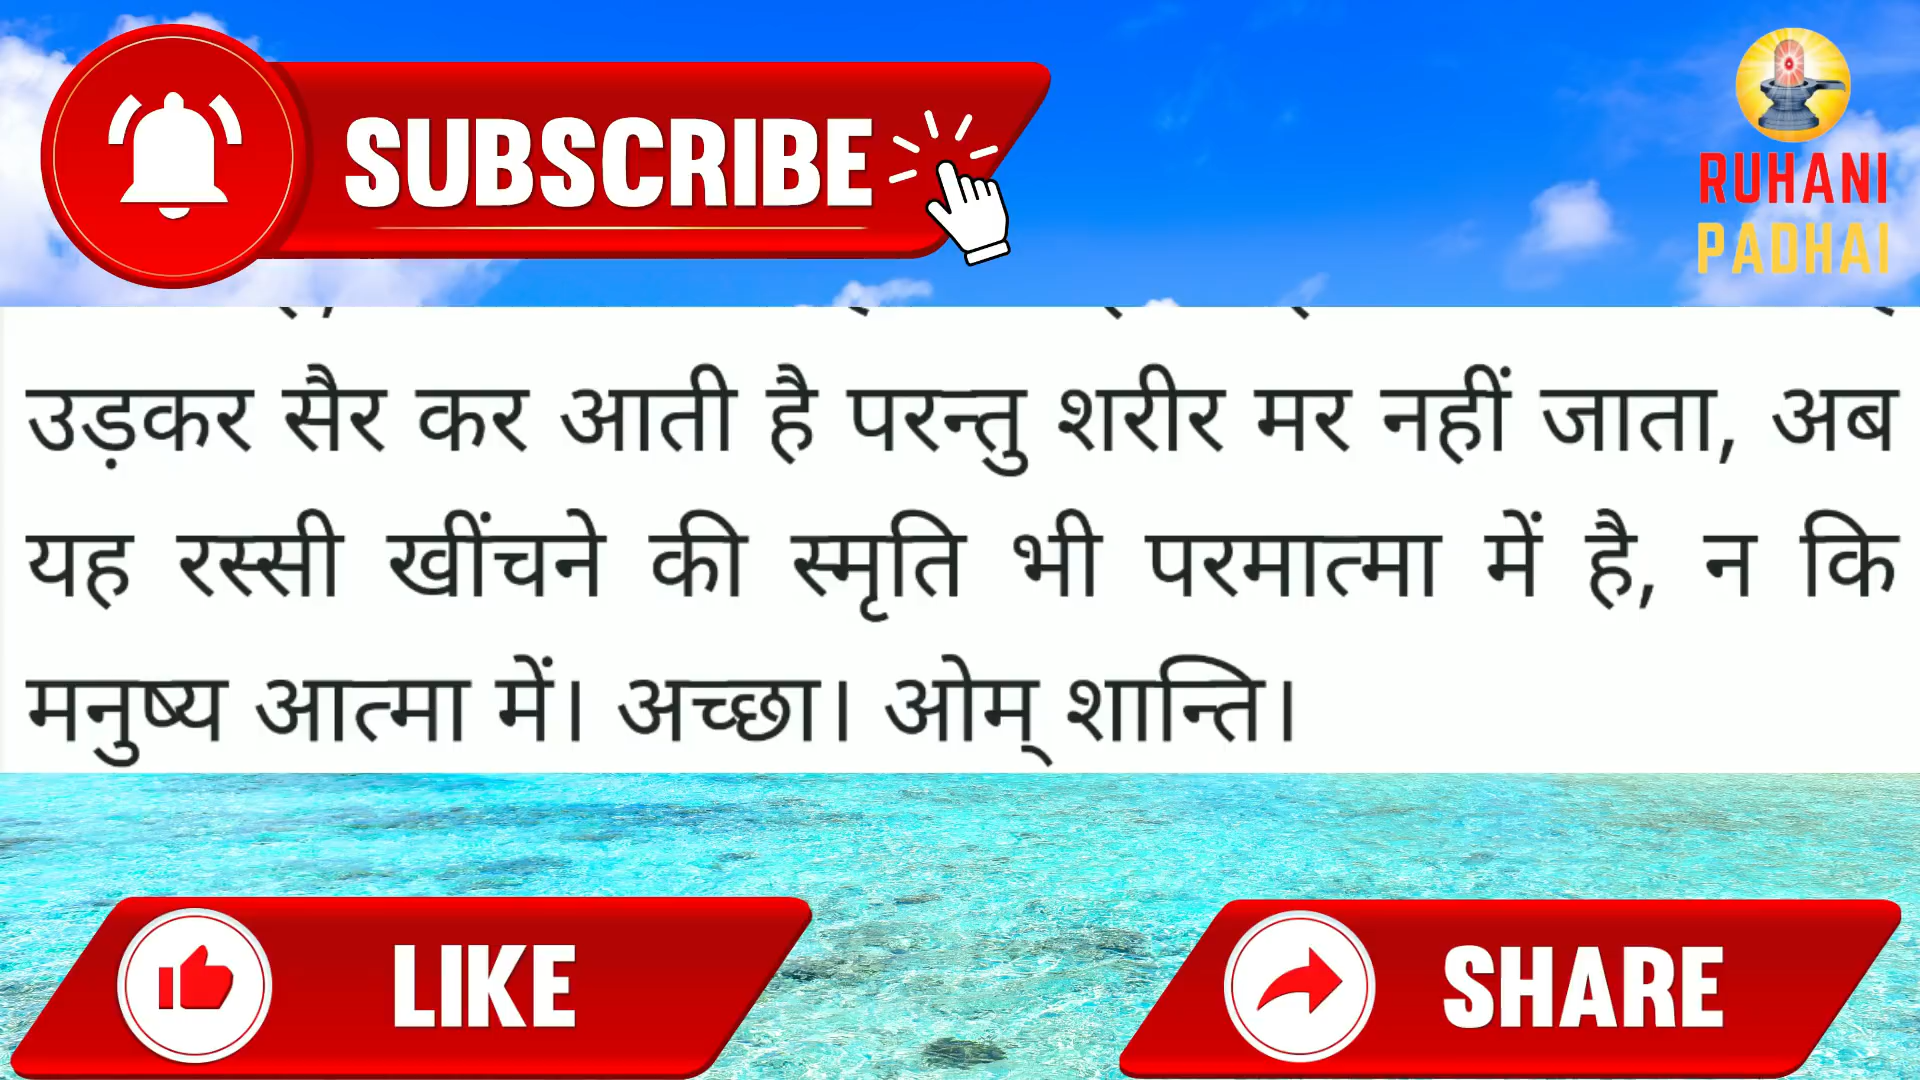 SUBSCRIBE
RUHANI
PADHAI
उड़कर सैर कर आती है परन्तु शरीर मर नहीं जाता, अब
यह रस्सी खींचने की स्मृति भी परमात्मा में है, न कि
मनुष्य आत्मा में। अच्छा। ओम् शान्ति।
LIKE
SHARE